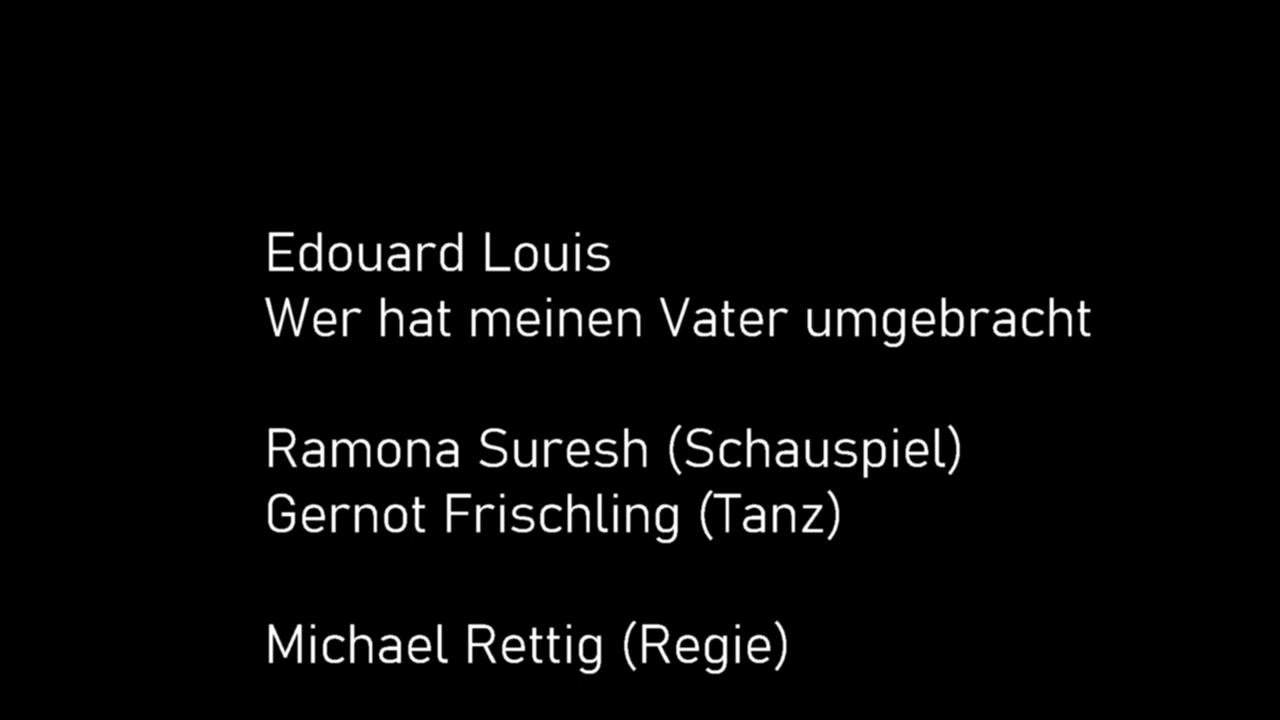 Edouard Louis
Wer hat meinen Vater umgebracht
Ramona Suresh (Schauspiel)
Gernot Frischling (Tanz)
Michael Rettig (Regie)